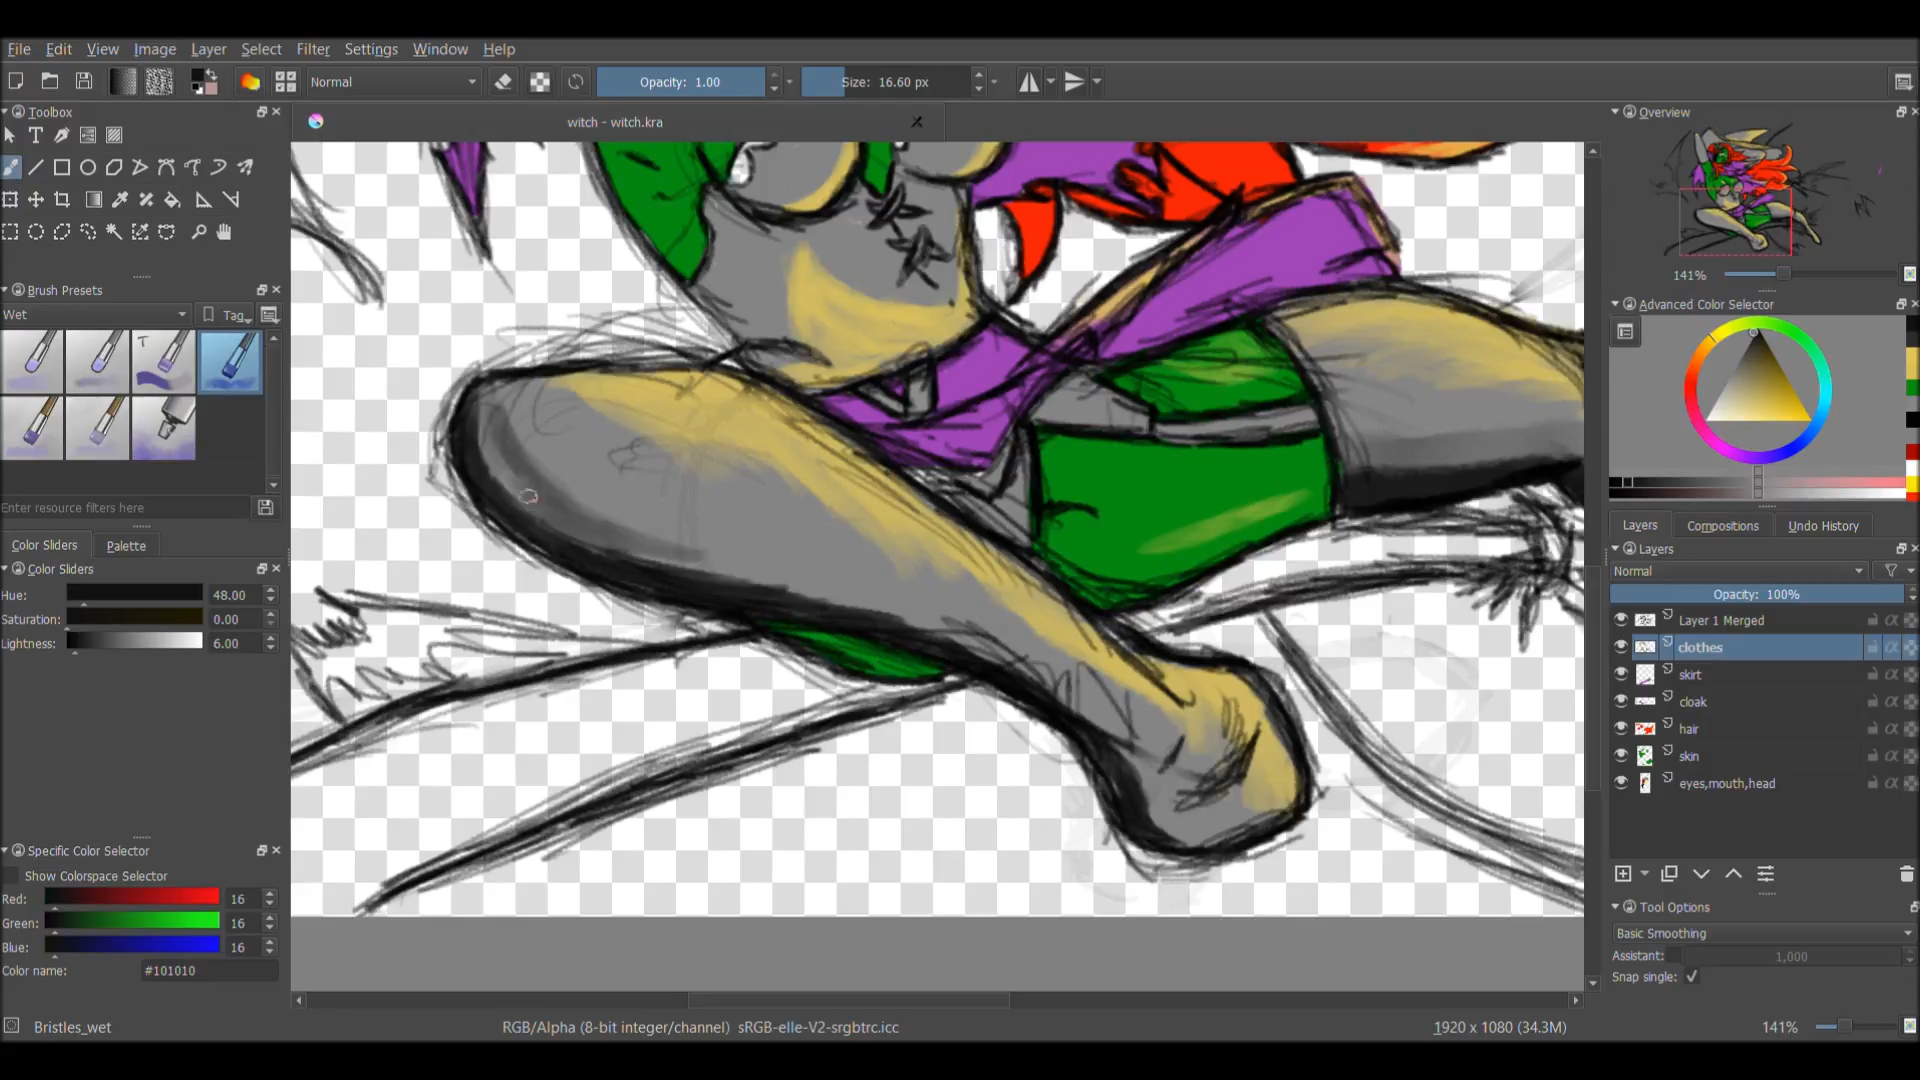 File Edit View Image Layer Select Filter Settings Window Help
Normal
Opacity: 1.00
Size: 16.60 px
Toolbox
witch - witch.kra
Overview
141%
Brush Presets
Wet
Tag
Advanced Color Selector
T
Enter resource filters here
Color Sliders
Palette
Color Sliders
Hue: 48.00
Saturation: 0.00
Lightness: 6.00
Layers
Compositions
Undo History
Layers
Normal
Opacity: 100%
Layer 1 Merged
clothes
skirt
cloak
hair
skin
eyes,mouth,head
Specific Color Selector
Show Colorspace Selector
Red: 16
Green: 16
Blue: 16
Color name: #101010
Tool Options
Basic Smoothing
Assistant: 1,000
Snap single:
Bristles_wet
RGB/Alpha (8-bit integer/channel) sRGB-elle-V2-srgbtrc.icc
1920 x 1080 (34.3M)
141%